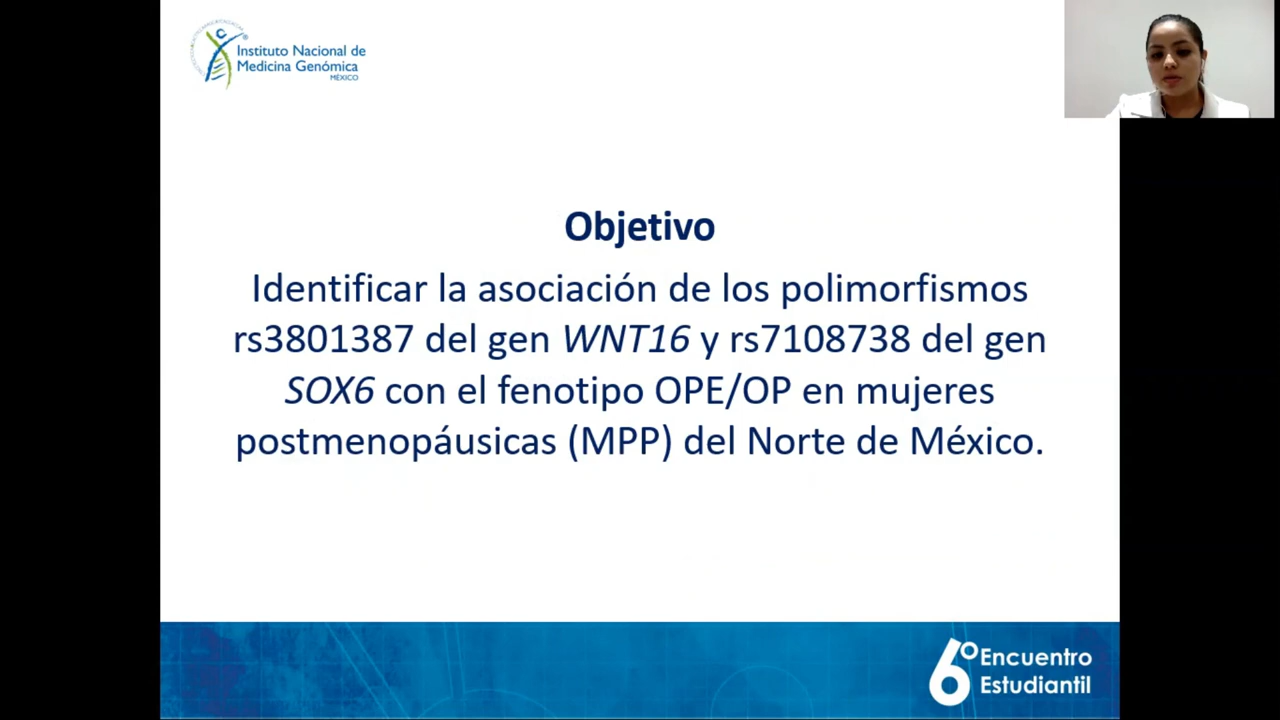 Instituto Nacional de
Medicina Genómica
MÉXICO
Objetivo
Identificar la asociación de los polimorfismos
rs3801387 del gen WNT16 y rs7108738 del gen
SOX6 con el fenotipo OPE/OP en mujeres
postmenopáusicas (MPP) del Norte de México.
6° Encuentro
Estudiantil